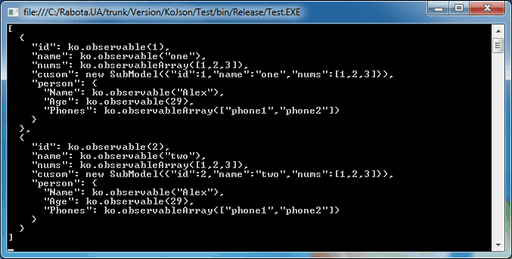 file:///C:/Rabota.UA/trunk/Version/KoJson/Test/bin/Release/Test.EXE
[
  {
    "id": ko.observable(1),
    "name": ko.observable("one"),
    "nums": ko.observableArray([1,2,3]),
    "cusom": new SubModel({"id":1,"name":"one","nums":[1,2,3]}),
    "person": {
      "Name": ko.observable("Alex"),
      "Age": ko.observable(29),
      "Phones": ko.observableArray(["phone1","phone2"])
    }
  },
  {
    "id": ko.observable(2),
    "name": ko.observable("two"),
    "nums": ko.observableArray([1,2,3]),
    "cusom": new SubModel({"id":2,"name":"two","nums":[1,2,3]}),
    "person": {
      "Name": ko.observable("Alex"),
      "Age": ko.observable(29),
      "Phones": ko.observableArray(["phone1","phone2"])
    }
  }
]